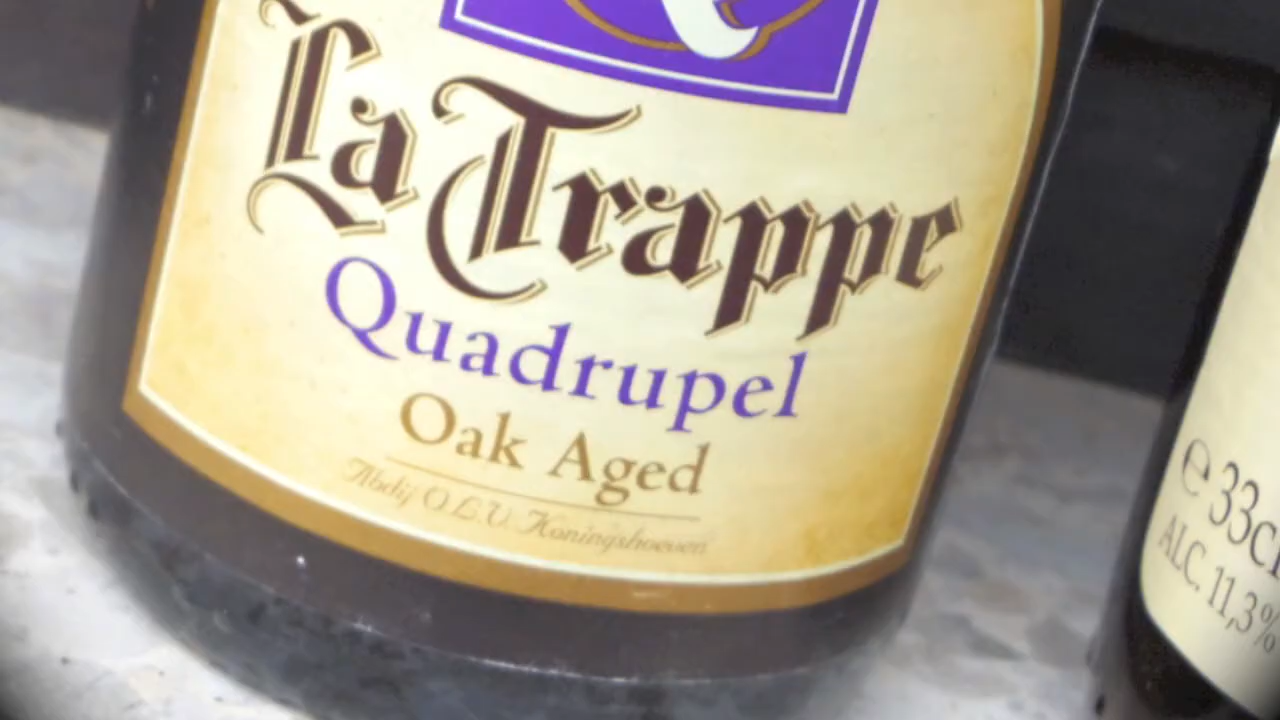 La Trappe
Quadrupel
Oak Aged
Abdij O.L.V. Koningshoeven
e 33cl
ALC. 11,3%